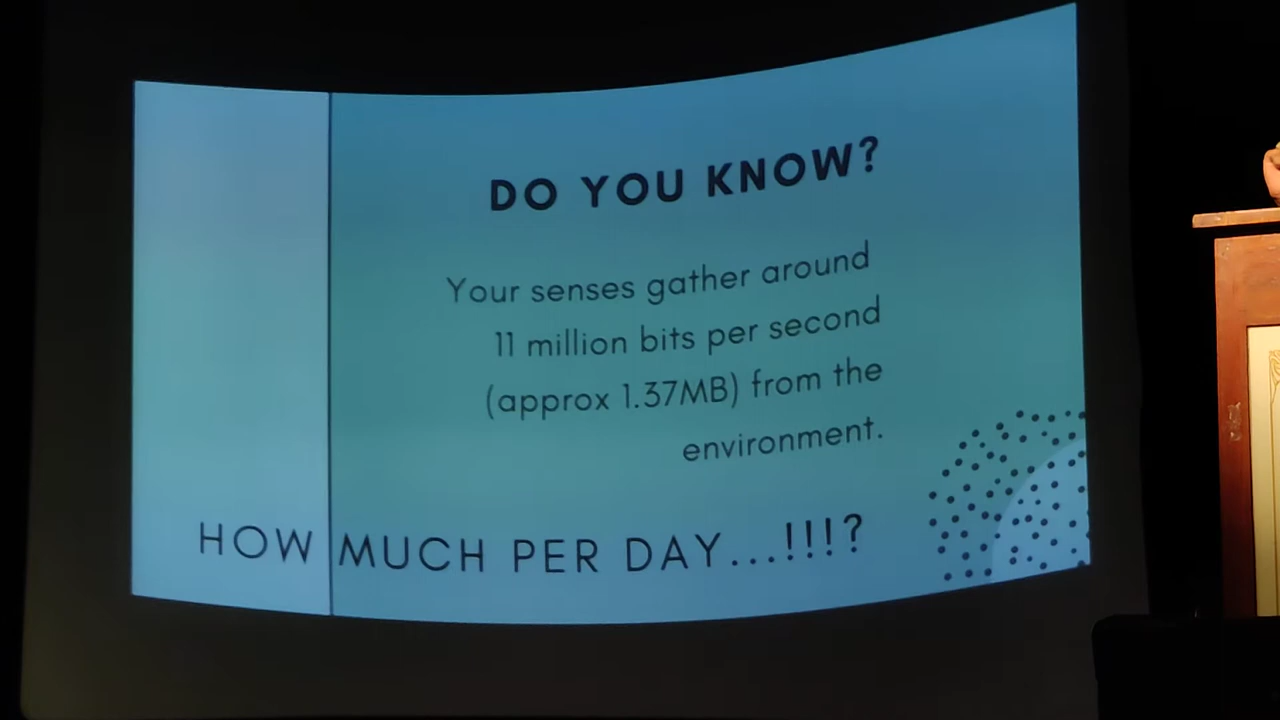 DO YOU KNOW?
Your senses gather around
11 million bits per second
(approx 1.37MB) from the
environment.
HOW MUCH PER DAY...!!!?